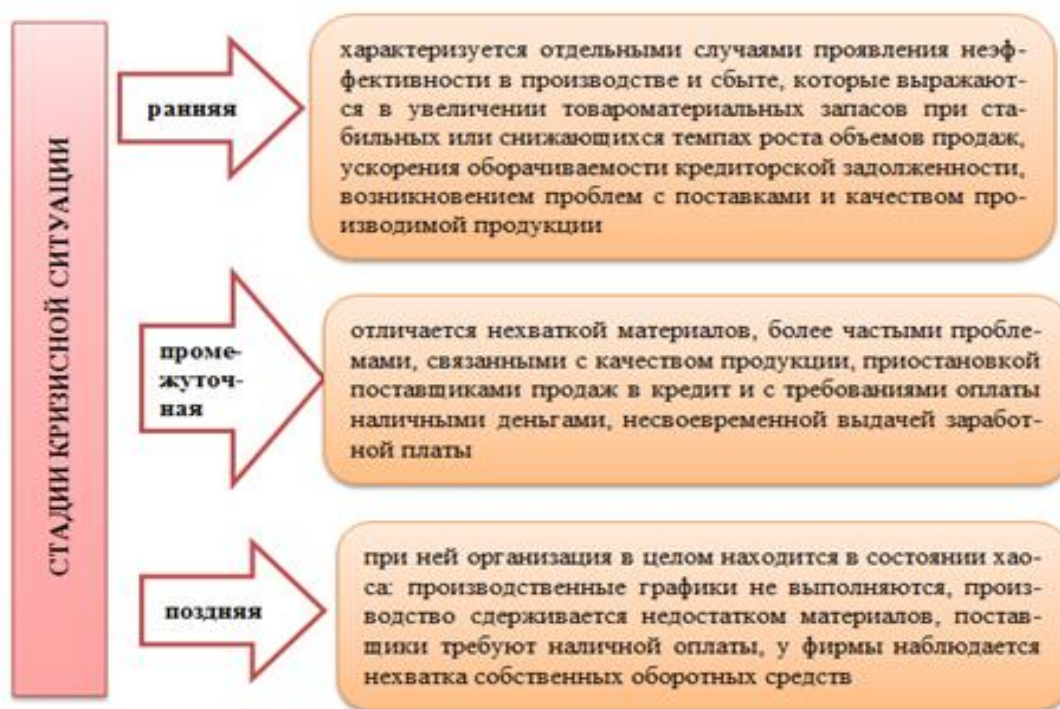 СТАДИИ КРИЗИСНОЙ СИТУАЦИИ
ранняя
характеризуется отдельными случаями проявления неэф-
фективности в производстве и сбыте, которые выражают-
ся в увеличении товароматериальных запасов при ста-
бильных или снижающихся темпах роста объемов продаж,
ускорения оборачиваемости кредиторской задолженности,
возникновением проблем с поставками и качеством про-
изводимой продукции
проме-
жуточ-
ная
отличается нехваткой материалов, более частыми пробле-
мами, связанными с качеством продукции, приостановкой
поставщиками продаж в кредит и с требованиями оплаты
наличными деньгами, несвоевременной выдачей заработ-
ной платы
поздняя
при ней организация в целом находится в состоянии хао-
са: производственные графики не выполняются, произ-
водство сдерживается недостатком материалов, постав-
щики требуют наличной оплаты, у фирмы наблюдается
нехватка собственных оборотных средств